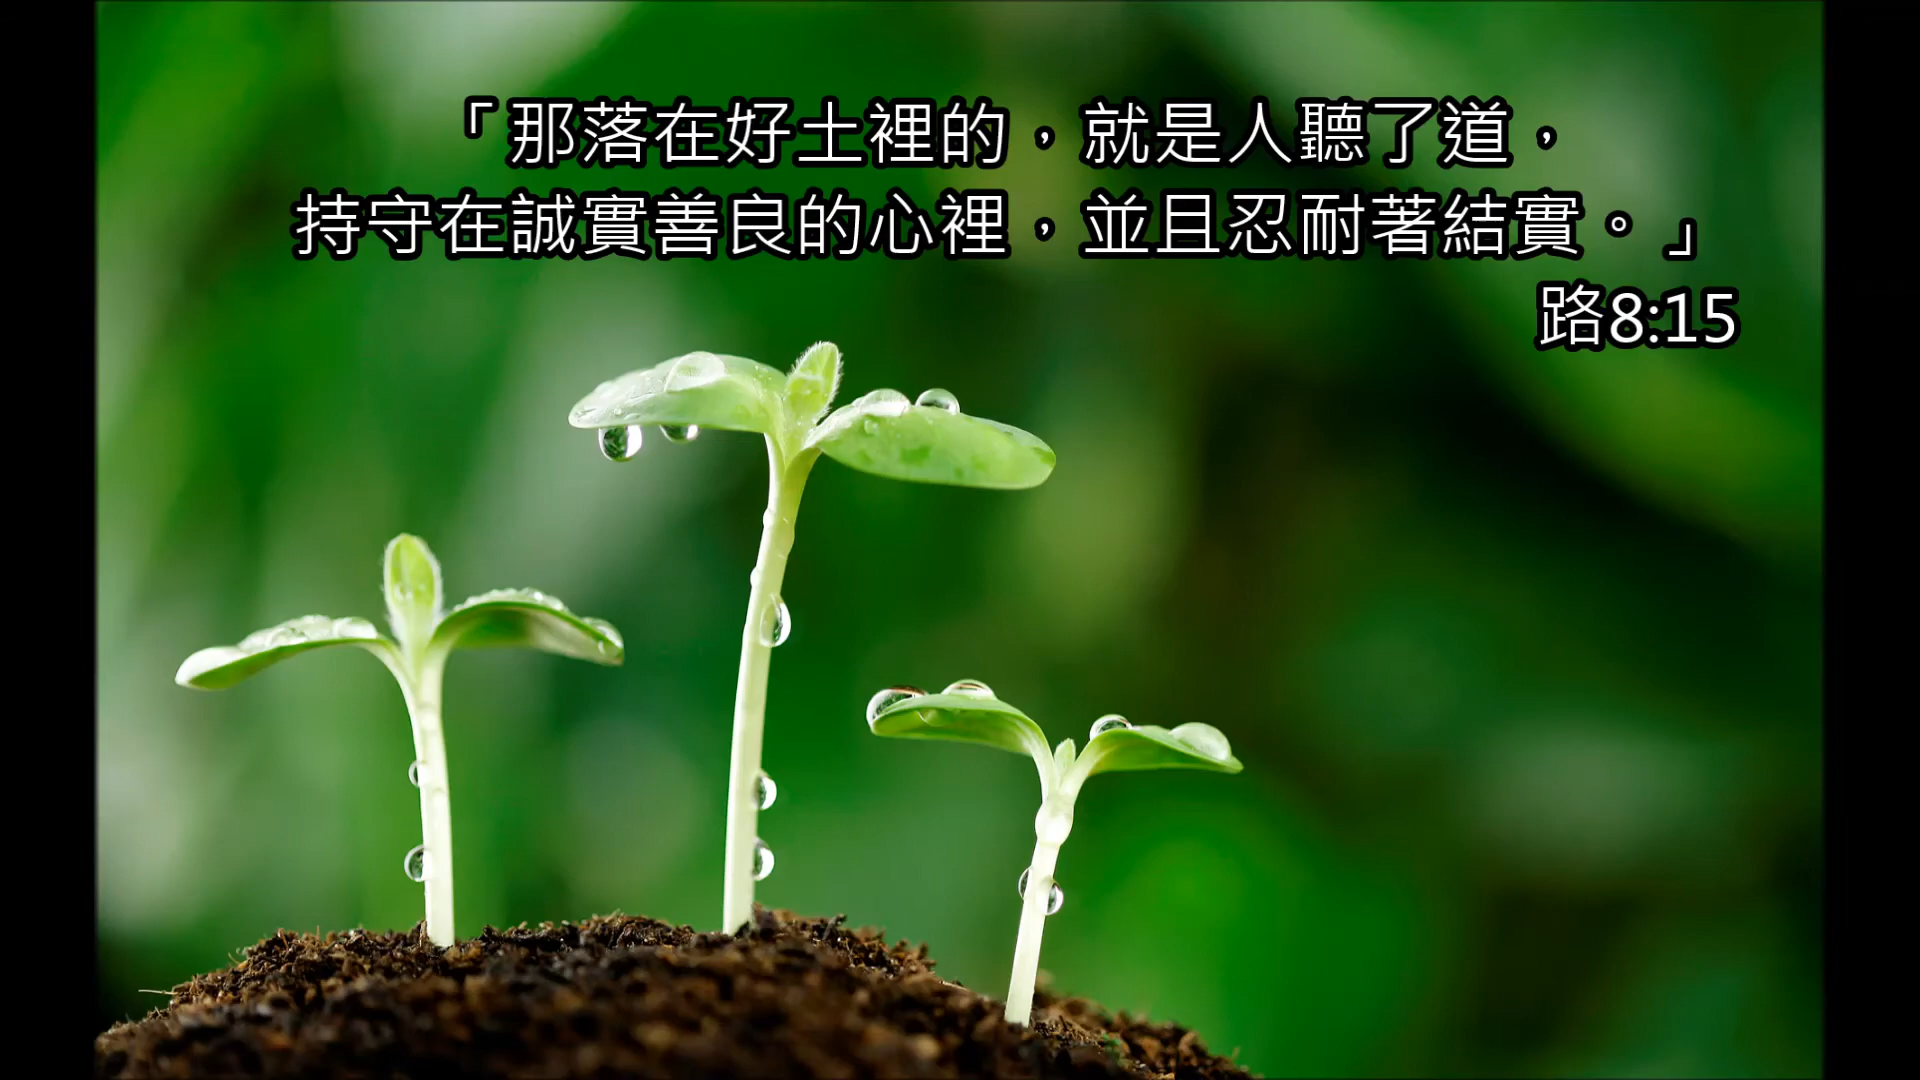 「那落在好土裡的，就是人聽了道，
持守在誠實善良的心裡，並且忍耐著結實。」
路8:15